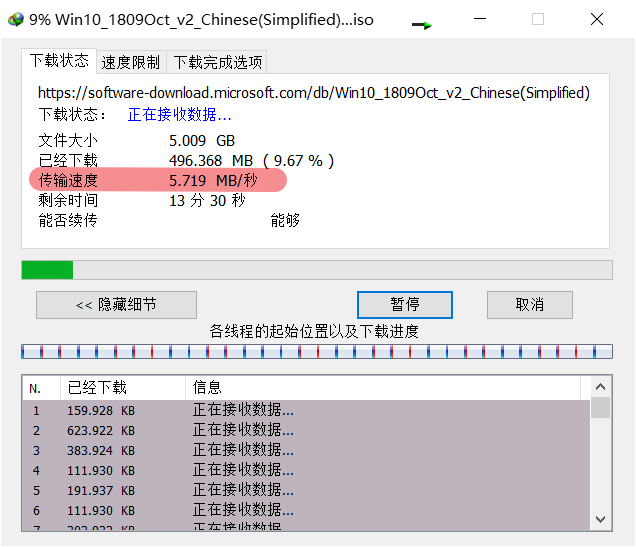 9% Win10_1809Oct_v2_Chinese(Simplified)...iso
下载状态 速度限制 下载完成选项
https://software-download.microsoft.com/db/Win10_1809Oct_v2_Chinese(Simplified)
下载状态： 正在接收数据...
文件大小 5.009 GB
已经下载 496.368 MB ( 9.67 % )
传输速度 5.719 MB/秒
剩余时间 13 分 30 秒
能否续传 能够
<< 隐藏细节 暂停 取消
各线程的起始位置以及下载进度
N. 已经下载 信息
1 159.928 KB 正在接收数据...
2 623.922 KB 正在接收数据...
3 383.924 KB 正在接收数据...
4 111.930 KB 正在接收数据...
5 191.937 KB 正在接收数据...
6 111.930 KB 正在接收数据...